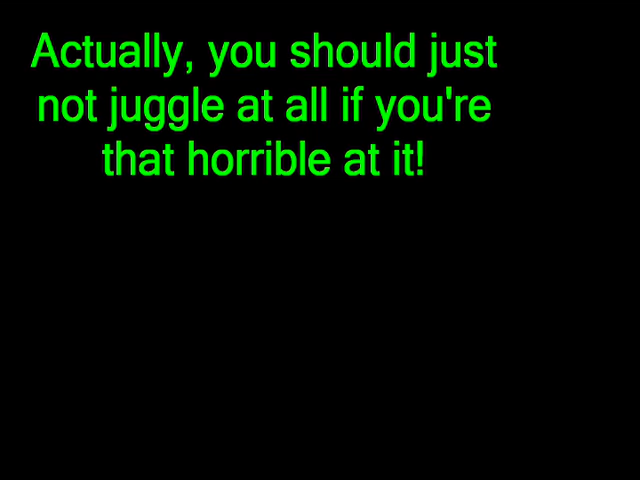 Actually, you should just
not juggle at all if you're
that horrible at it!